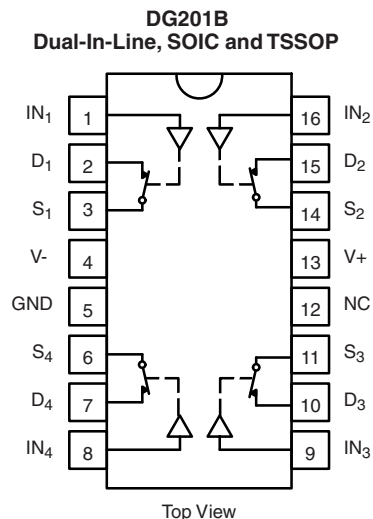 DG201B
Dual-In-Line, SOIC and TSSOP
IN₁ 1 16 IN₂
D₁ 2 15 D₂
S₁ 3 14 S₂
V- 4 13 V+
GND 5 12 NC
S₄ 6 11 S₃
D₄ 7 10 D₃
IN₄ 8 9 IN₃
Top View